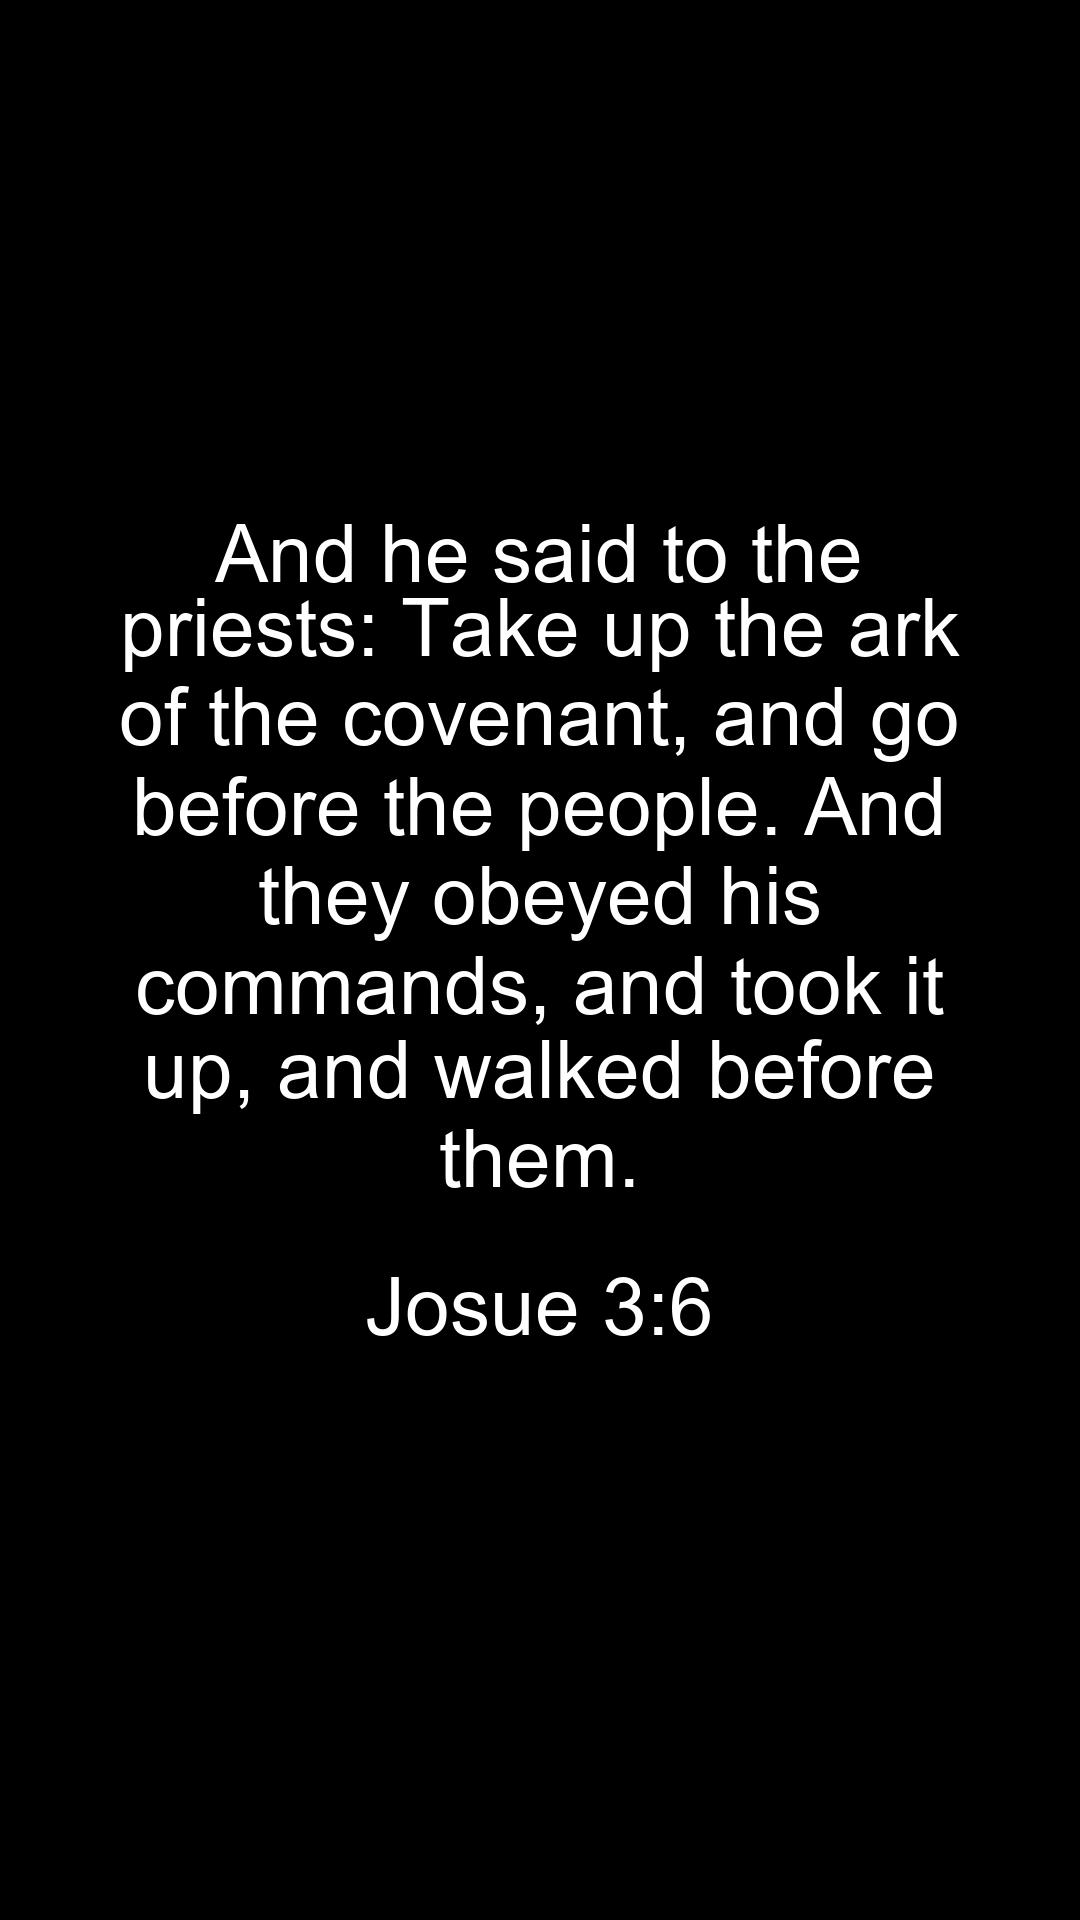 And he said to the
priests: Take up the ark
of the covenant, and go
before the people. And
they obeyed his
commands, and took it
up, and walked before
them.
Josue 3:6